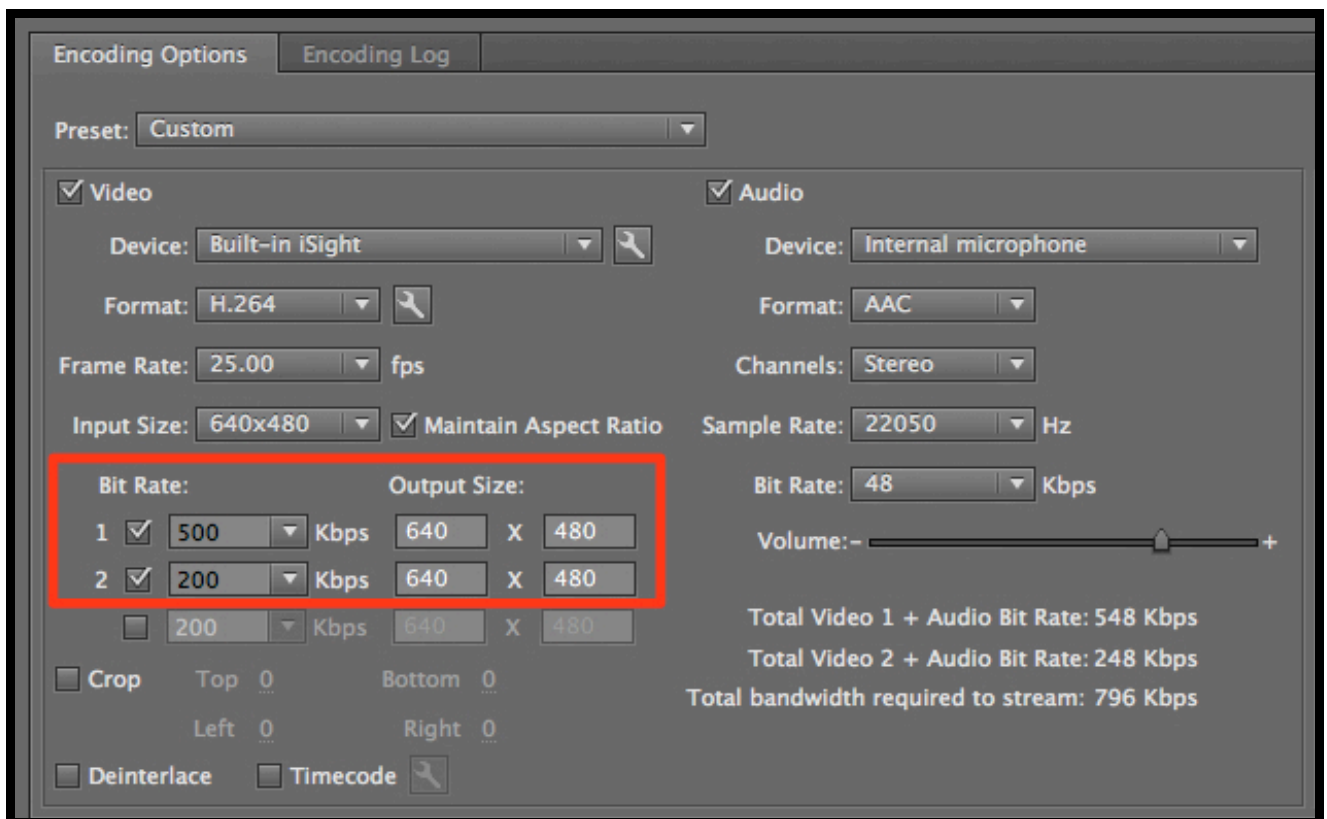 Encoding Options
Encoding Log
Preset: Custom
Video
Device: Built-in iSight
Format: H.264
Frame Rate: 25.00 fps
Input Size: 640x480 Maintain Aspect Ratio
Bit Rate: Output Size:
1 500 Kbps 640 X 480
2 200 Kbps 640 X 480
200 Kbps 640 X 480
Crop Top 0 Bottom 0
Left 0 Right 0
Deinterlace Timecode
Audio
Device: Internal microphone
Format: AAC
Channels: Stereo
Sample Rate: 22050 Hz
Bit Rate: 48 Kbps
Volume:- +
Total Video 1 + Audio Bit Rate: 548 Kbps
Total Video 2 + Audio Bit Rate: 248 Kbps
Total bandwidth required to stream: 796 Kbps